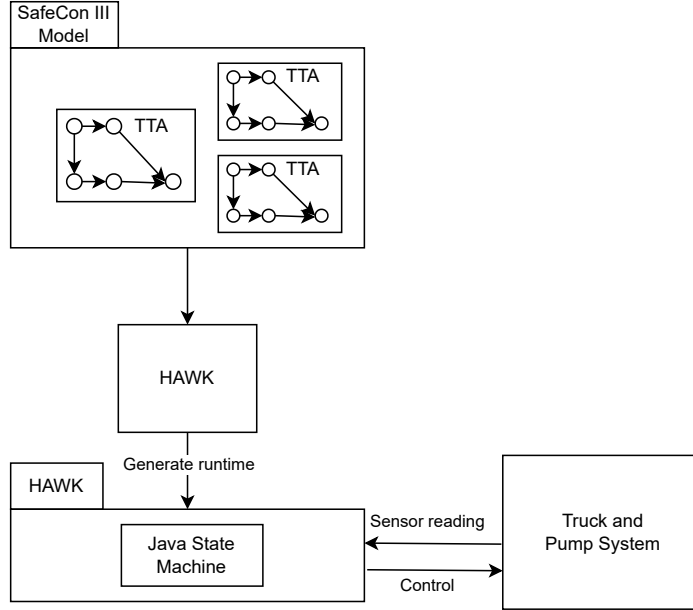 SafeCon III
Model
TTA
TTA
TTA
HAWK
Generate runtime
HAWK
Java State
Machine
Sensor reading
Control
Truck and
Pump System